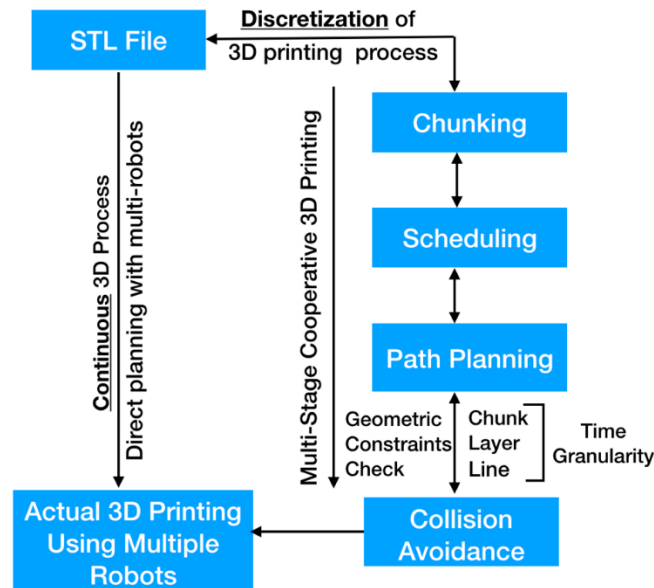 Discretization of
3D printing process
STL File
Chunking
Scheduling
Path Planning
Continuous 3D Process
Direct planning with multi-robots
Multi-Stage Cooperative 3D Printing
Geometric
Constraints
Check
Chunk
Layer
Line
Time
Granularity
Actual 3D Printing
Using Multiple
Robots
Collision
Avoidance